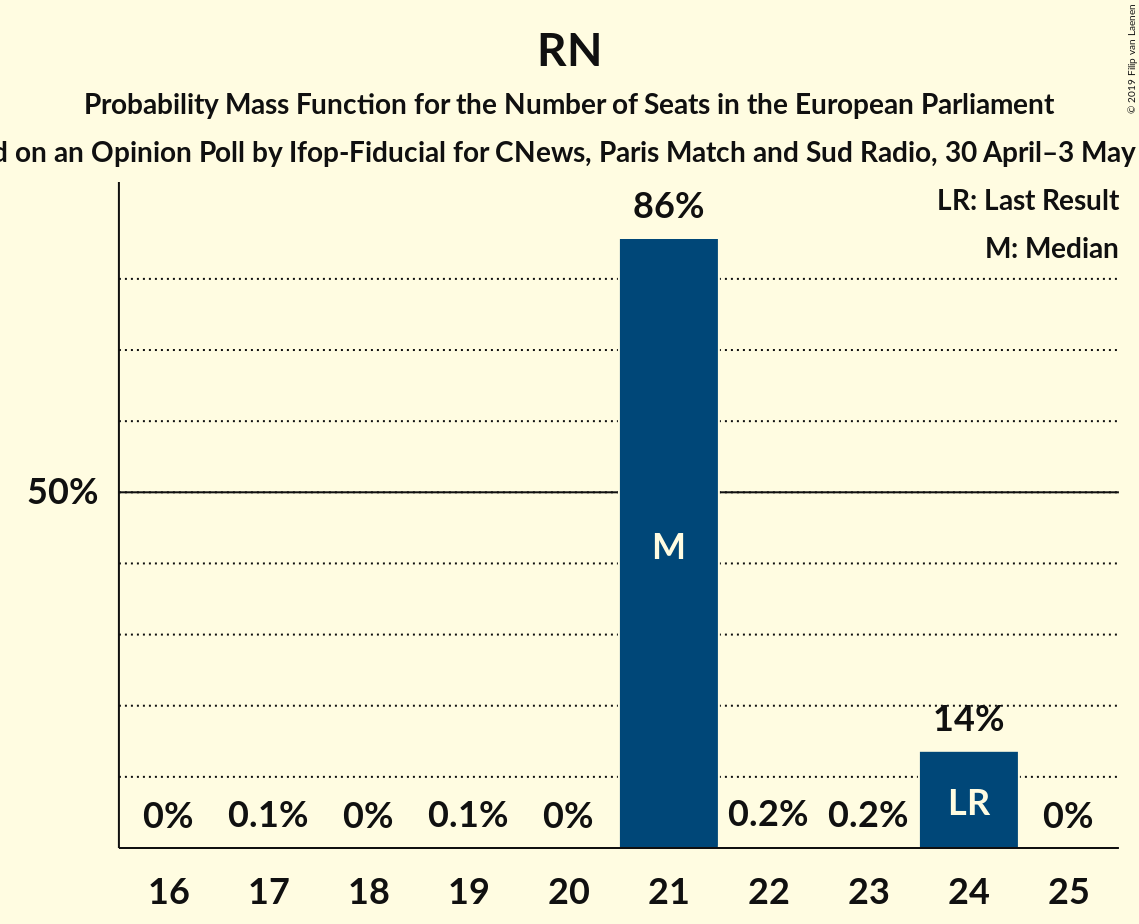 RN
Probability Mass Function for the Number of Seats in the European Parliament
on an Opinion Poll by Ifop-Fiducial for CNews, Paris Match and Sud Radio, 30 April–3 May
© 2019 Filip van Laenen
LR: Last Result
M: Median
86%
50%
M
14%
LR
0% 0.1% 0% 0.1% 0% 0.2% 0.2% 0%
16 17 18 19 20 21 22 23 24 25